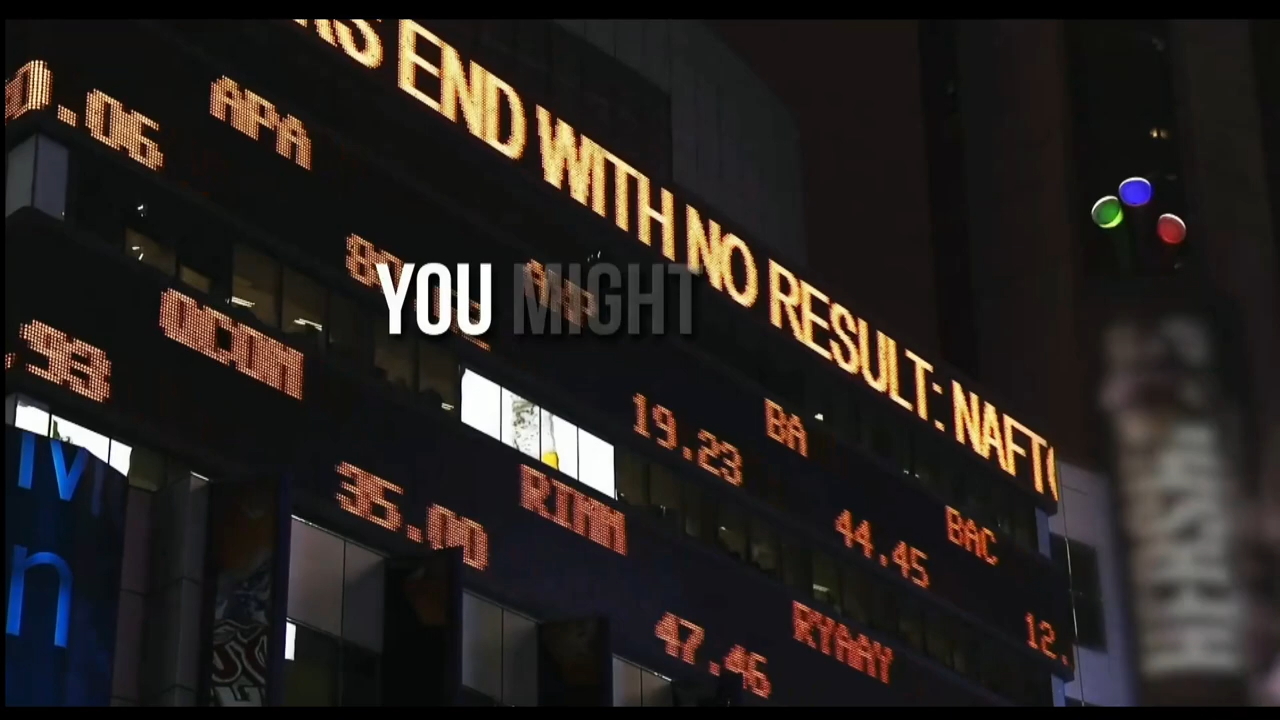 END WITH NO RESULT: NAFT
.06 APA
YOU MIGHT
QCOM
.93
19.23 BA
35.00 RIMM
44.45 BAC
47.46 RYAAY
12.
n